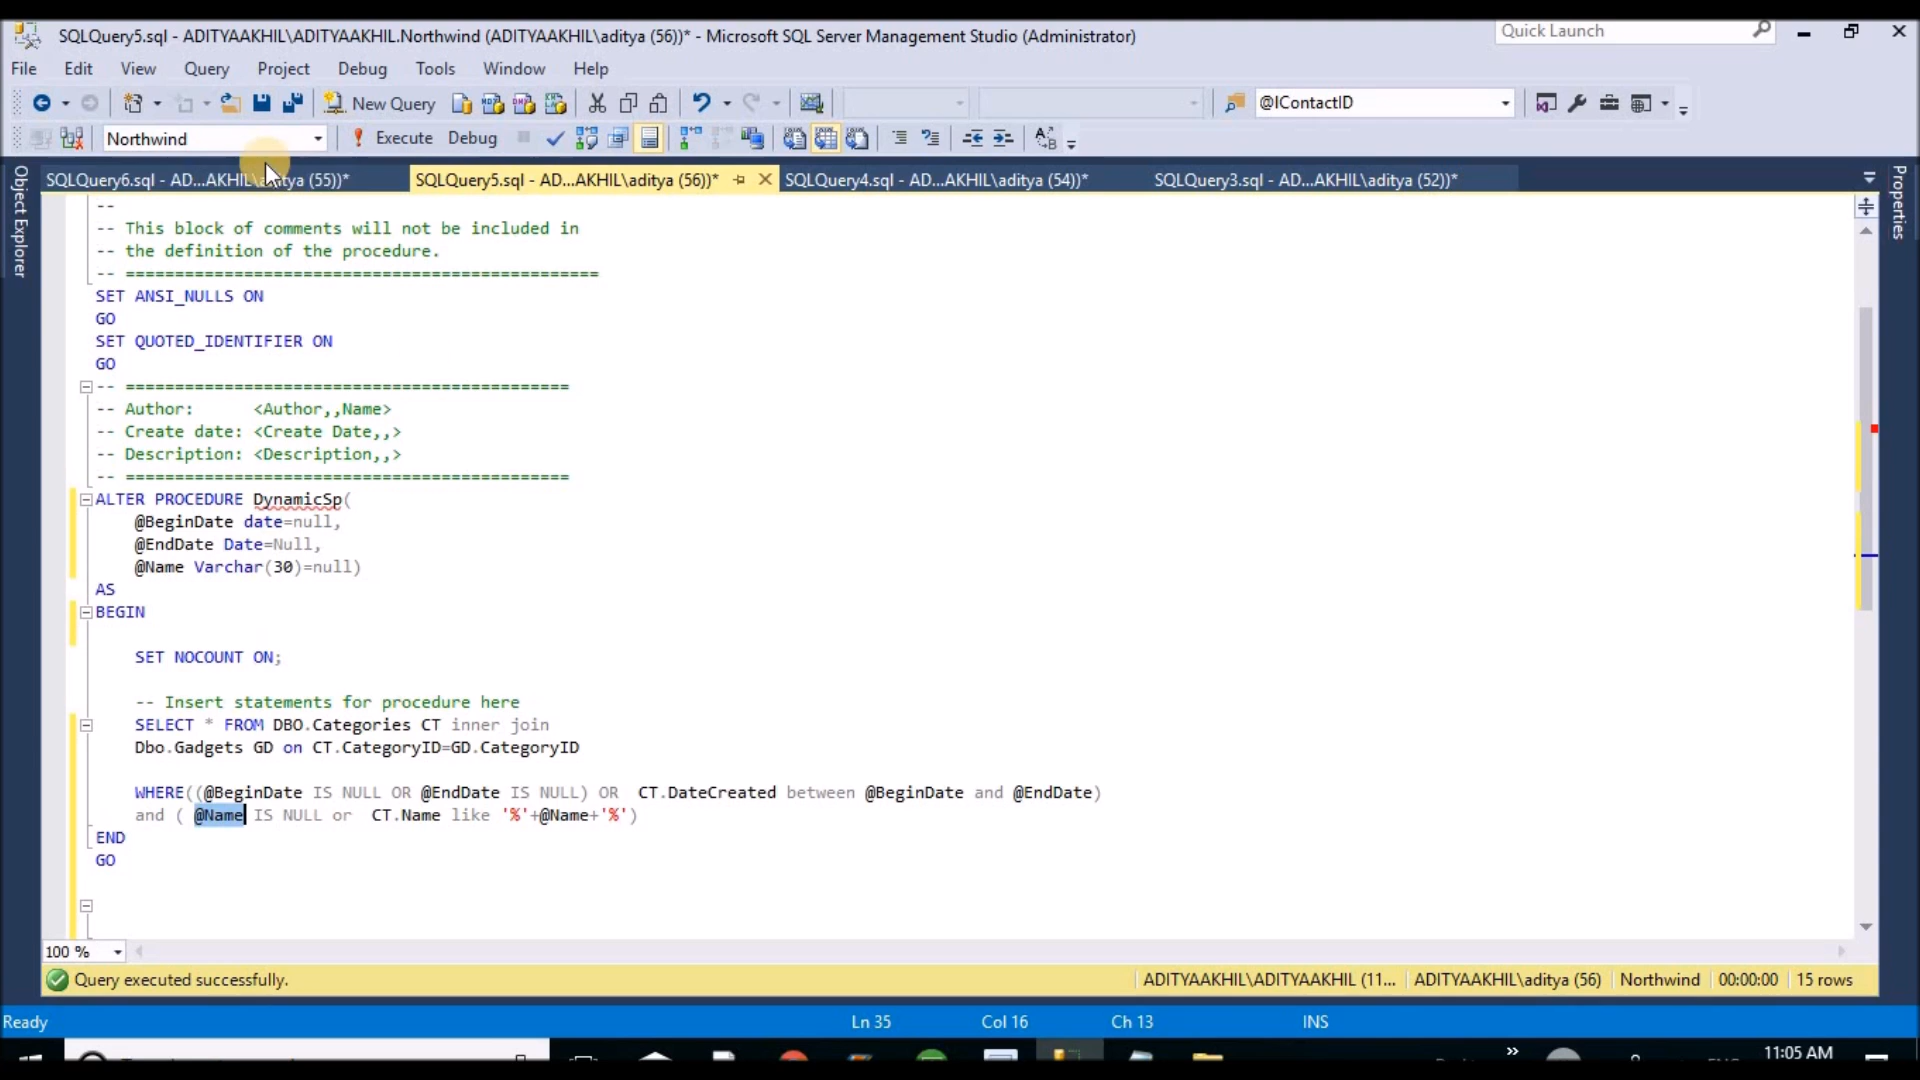 SQLQuery5.sql - ADITYAAKHIL\ADITYAAKHIL.Northwind (ADITYAAKHIL\aditya (56))* - Microsoft SQL Server Management Studio (Administrator)
Quick Launch
File Edit View Query Project Debug Tools Window Help
New Query
@IContactID
Northwind
Execute Debug
SQLQuery6.sql - AD...AKHIL\aditya (55))*
SQLQuery5.sql - AD...AKHIL\aditya (56))*
SQLQuery4.sql - AD...AKHIL\aditya (54))*
SQLQuery3.sql - AD...AKHIL\aditya (52))*
Object Explorer
Properties
--
-- This block of comments will not be included in
-- the definition of the procedure.
-- ================================================
SET ANSI_NULLS ON
GO
SET QUOTED_IDENTIFIER ON
GO
-- =============================================
-- Author:      <Author,,Name>
-- Create date: <Create Date,,>
-- Description: <Description,,>
-- =============================================
ALTER PROCEDURE DynamicSp(
@BeginDate date=null,
@EndDate Date=Null,
@Name Varchar(30)=null)
AS
BEGIN
SET NOCOUNT ON;
-- Insert statements for procedure here
SELECT * FROM DBO.Categories CT inner join
Dbo.Gadgets GD on CT.CategoryID=GD.CategoryID
WHERE((@BeginDate IS NULL OR @EndDate IS NULL) OR  CT.DateCreated between @BeginDate and @EndDate)
and ( @Name IS NULL or  CT.Name like '%'+@Name+'%')
END
GO
100 %
Query executed successfully.
ADITYAAKHIL\ADITYAAKHIL (11... ADITYAAKHIL\aditya (56) Northwind 00:00:00 15 rows
Ready
Ln 35 Col 16 Ch 13 INS
11:05 AM